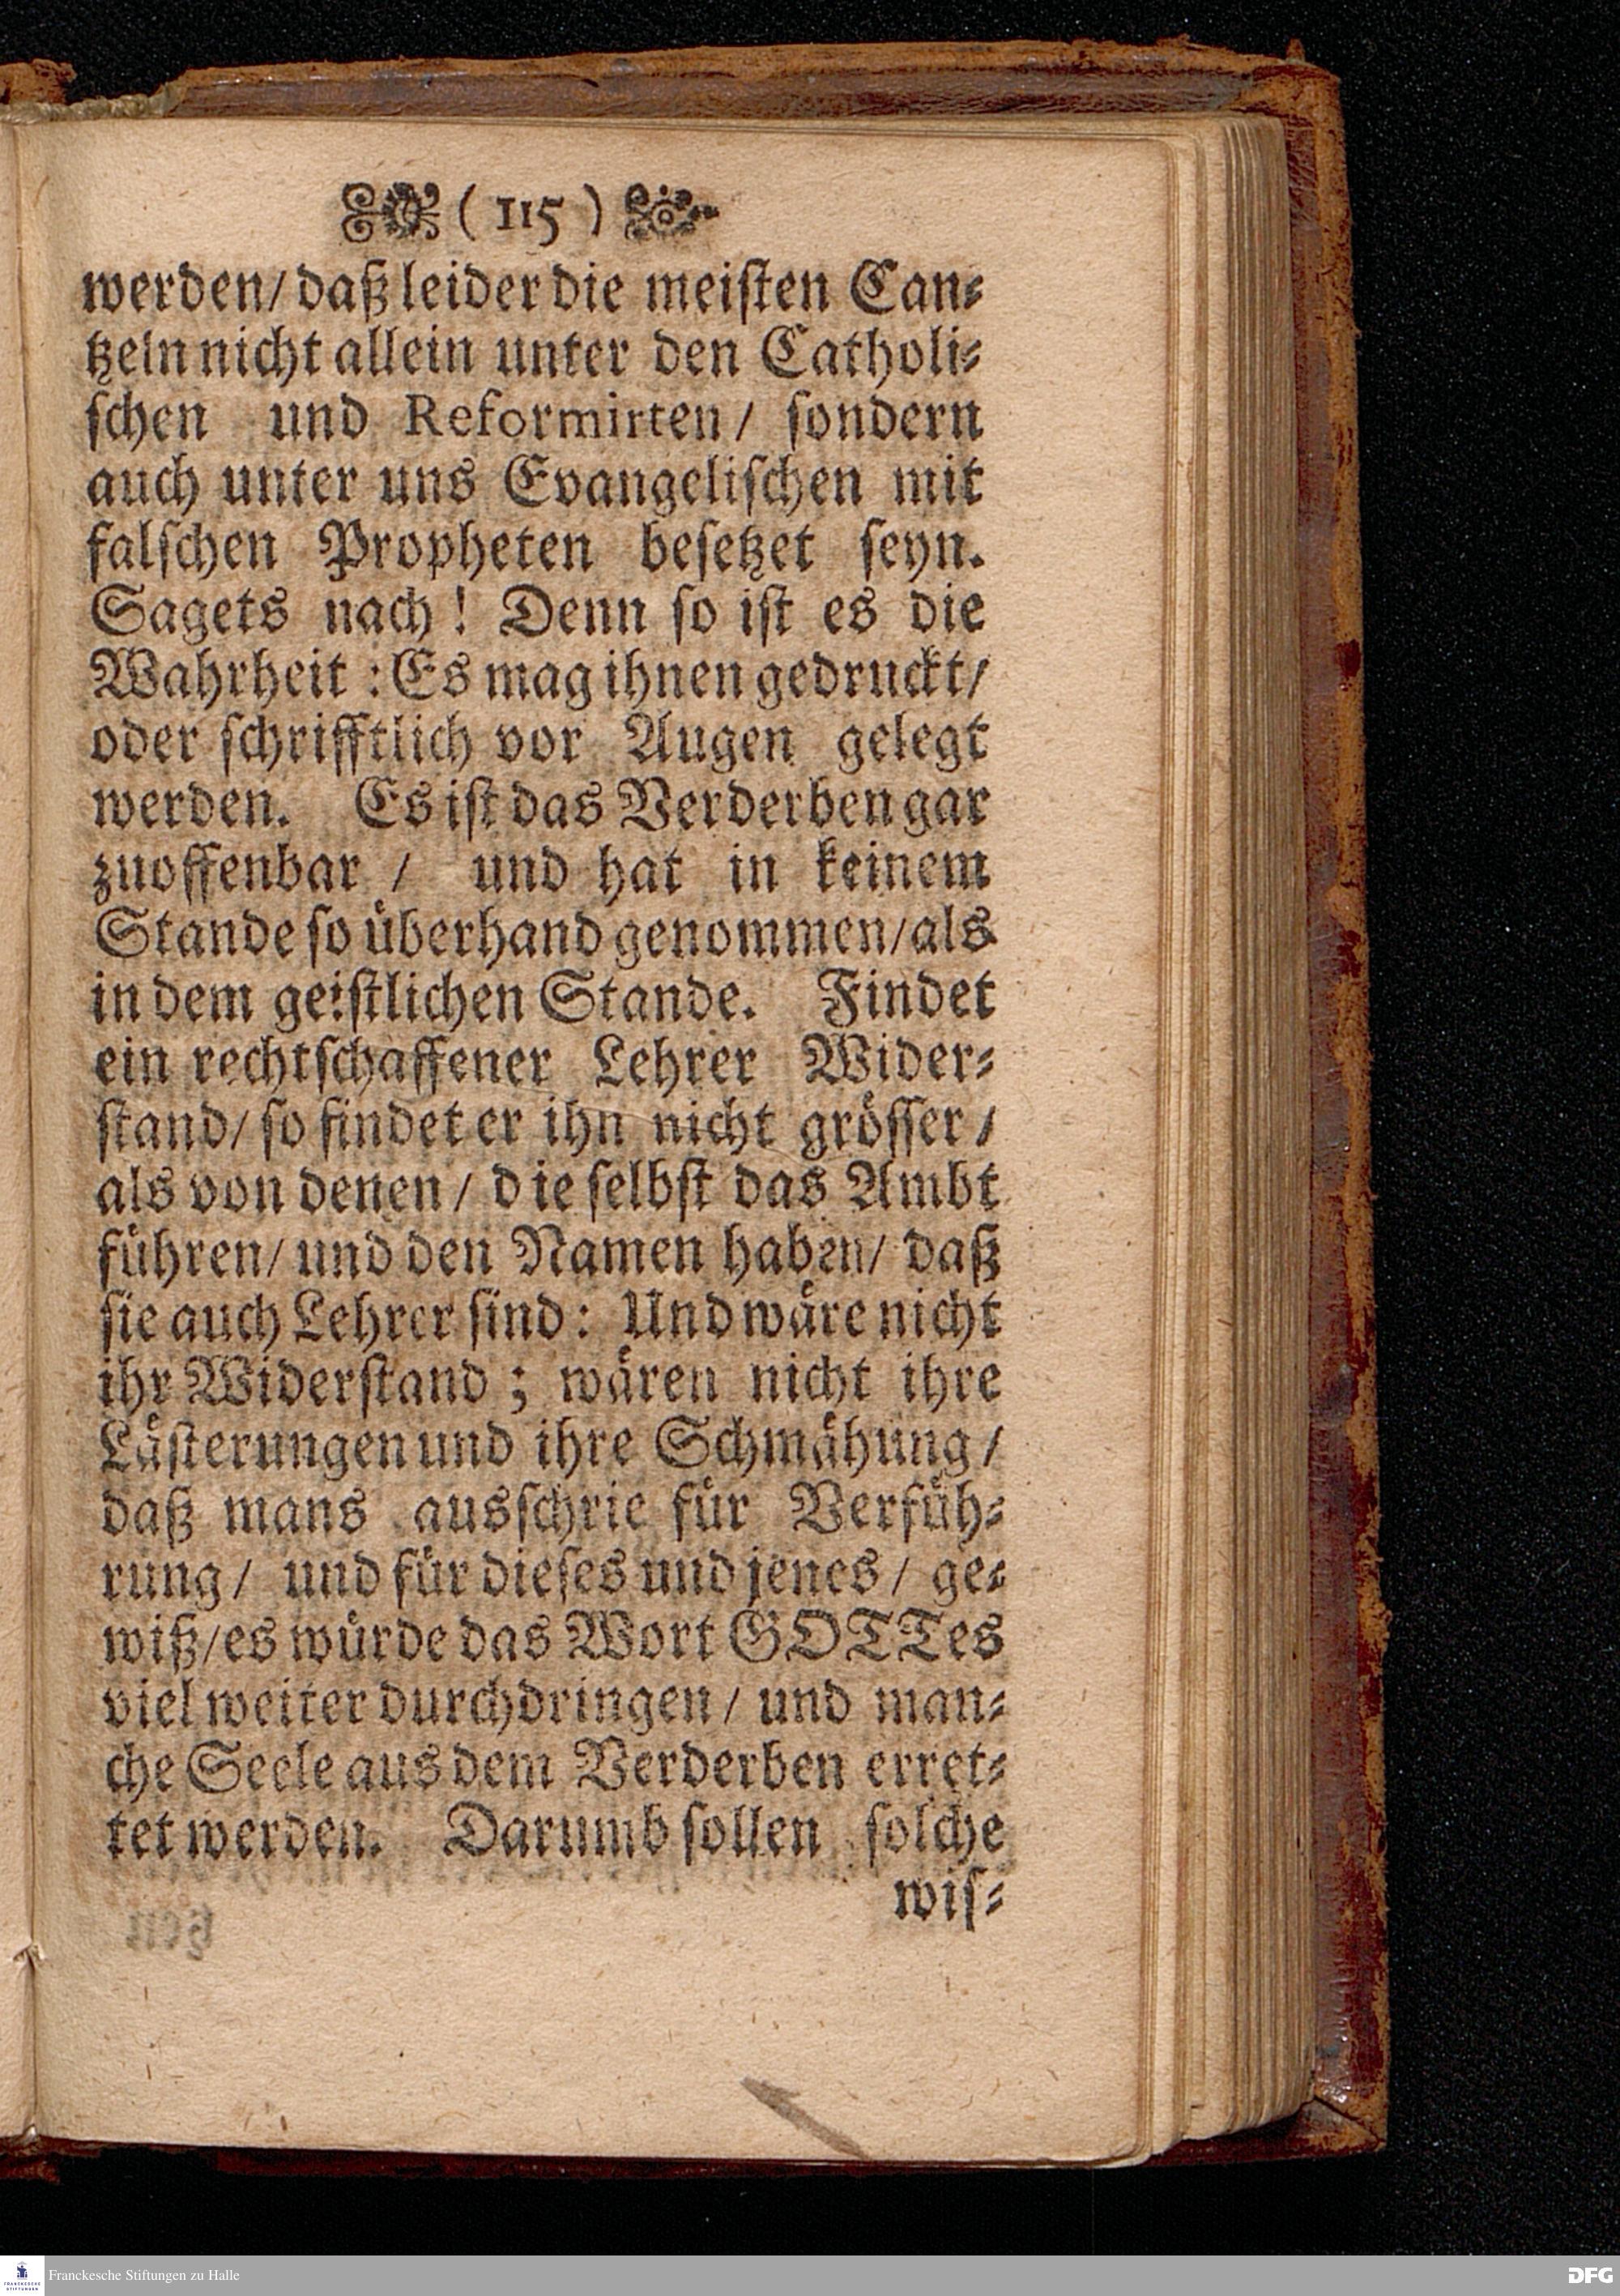 ( 115 )
werden/ daß leider die meisten Can-
tzeln nicht allein unter den Catholi-
schen und Reformirten/ sondern
auch unter uns Evangelischen mit
falschen Propheten besetzet seyn.
Sagets nach! Denn so ist es die
Wahrheit: Es mag ihnen gedruckt/
oder schrifftlich vor Augen gelegt
werden. Es ist das Verderben gar
zuoffenbar / und hat in keinem
Stande so überhand genommen/ als
in dem geistlichen Stande. Findet
ein rechtschaffener Lehrer Wider-
stand/ so findet er ihn nicht grösser/
als von denen/ die selbst das Ambt
führen/ und den Namen haben/ daß
sie auch Lehrer sind: Und wäre nicht
ihr Widerstand; wären nicht ihre
Lästerungen und ihre Schmähung/
daß mans ausschrie für Verfüh-
rung/ und für dieses und jenes/ ge-
wiß/ es würde das Wort GOTTes
viel weiter durchdringen/ und man-
che Seele aus dem Verderben erret-
tet werden. Darumb sollen solche
wis-
Franckesche Stiftungen zu Halle
DFG
FRANCKESCHE
STIFTUNGEN